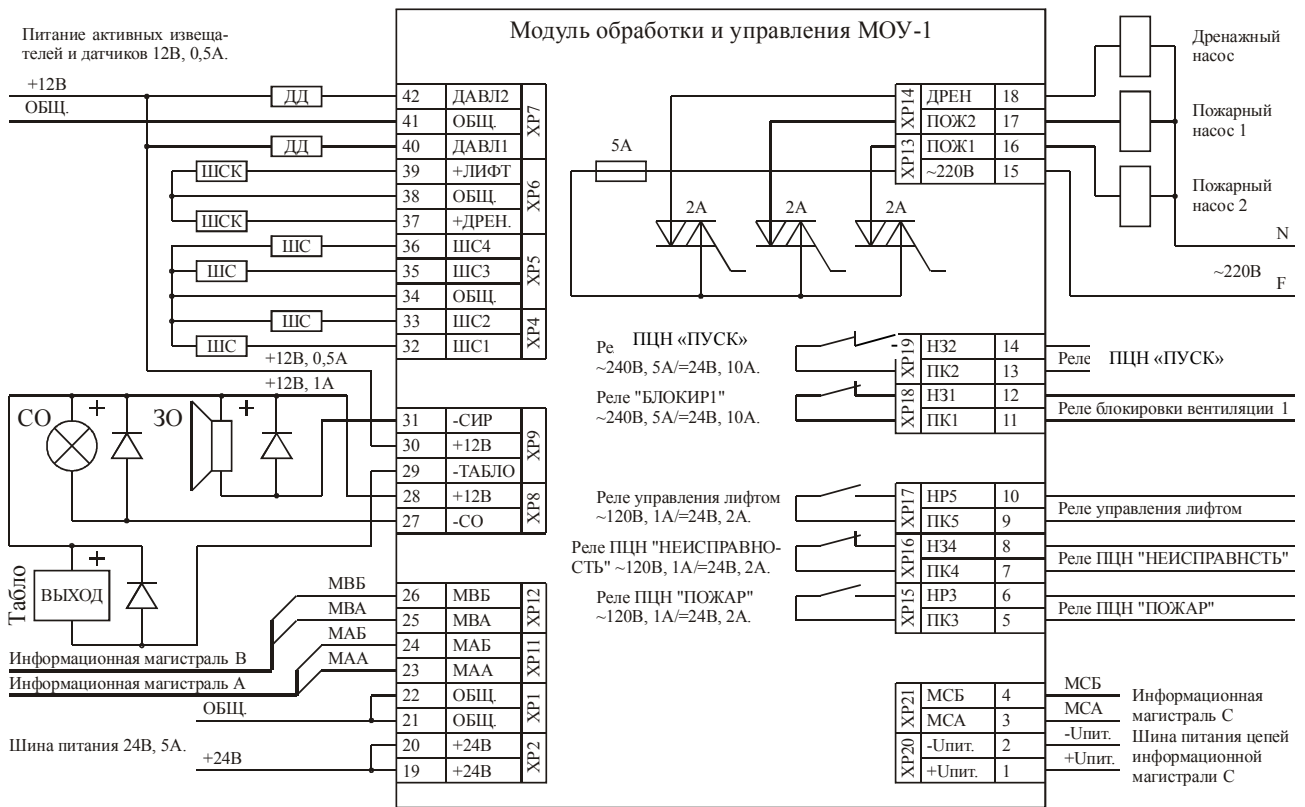 Модуль обработки и управления МОУ-1
Питание активных извеща-
телей и датчиков 12В, 0,5А.
+12В
ОБЩ.
ДД
ДД
ШСК
ШСК
ШС
ШС
ШС
ШС
42 ДАВЛ2
41 ОБЩ.
40 ДАВЛ1
ХР7
39 +ЛИФТ
38 ОБЩ.
37 +ДРЕН.
ХР6
36 ШС4
35 ШС3
34 ОБЩ.
ХР5
33 ШС2
32 ШС1
ХР4
+12В, 0,5А
+12В, 1А
СО
+
ЗО
+
31 -СИР
30 +12В
29 -ТАБЛО
ХР9
28 +12В
27 -СО
ХР8
Табло
ВЫХОД
+
МВБ
МВА
МАБ
МАА
Информационная магистраль В
Информационная магистраль А
ОБЩ.
Шина питания 24В, 5А.
+24В
26 МВБ
25 МВА
ХР12
24 МАБ
23 МАА
ХР11
22 ОБЩ.
21 ОБЩ.
ХР1
20 +24В
19 +24В
ХР2
5А
2А
2А
2А
ХР14
ДРЕН 18
ПОЖ2 17
ХР13
ПОЖ1 16
~220В 15
Дренажный
насос
Пожарный
насос 1
Пожарный
насос 2
N
~220В
F
Ре
ПЦН «ПУСК»
~240В, 5А/=24В, 10А.
Реле "БЛОКИР1"
~240В, 5А/=24В, 10А.
ХР19
НЗ2 14
ПК2 13
ХР18
НЗ1 12
ПК1 11
Реле
ПЦН «ПУСК»
Реле блокировки вентиляции 1
Реле управления лифтом
~120В, 1А/=24В, 2А.
Реле ПЦН "НЕИСПРАВНО-
СТЬ" ~120В, 1А/=24В, 2А.
Реле ПЦН "ПОЖАР"
~120В, 1А/=24В, 2А.
ХР17
НР5 10
ПК5 9
ХР16
НЗ4 8
ПК4 7
ХР15
НР3 6
ПК3 5
Реле управления лифтом
Реле ПЦН "НЕИСПРАВНСТЬ"
Реле ПЦН "ПОЖАР"
ХР21
МСБ 4
МСА 3
ХР20
-Uпит. 2
+Uпит. 1
МСБ
МСА
-Uпит.
+Uпит.
Информационная
магистраль С
Шина питания цепей
информационной
магистрали С